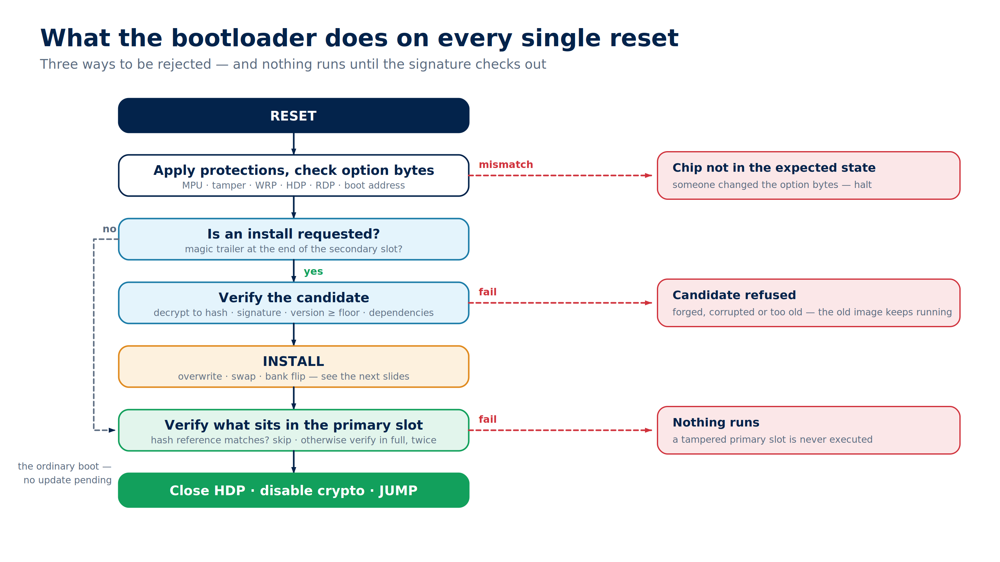 What the bootloader does on every single reset
Three ways to be rejected — and nothing runs until the signature checks out
RESET
Apply protections, check option bytes
MPU · tamper · WRP · HDP · RDP · boot address
mismatch
Chip not in the expected state
someone changed the option bytes — halt
no
Is an install requested?
magic trailer at the end of the secondary slot?
yes
Verify the candidate
decrypt to hash · signature · version ≥ floor · dependencies
fail
Candidate refused
forged, corrupted or too old — the old image keeps running
INSTALL
overwrite · swap · bank flip — see the next slides
Verify what sits in the primary slot
hash reference matches? skip · otherwise verify in full, twice
fail
Nothing runs
a tampered primary slot is never executed
the ordinary boot —
no update pending
Close HDP · disable crypto · JUMP